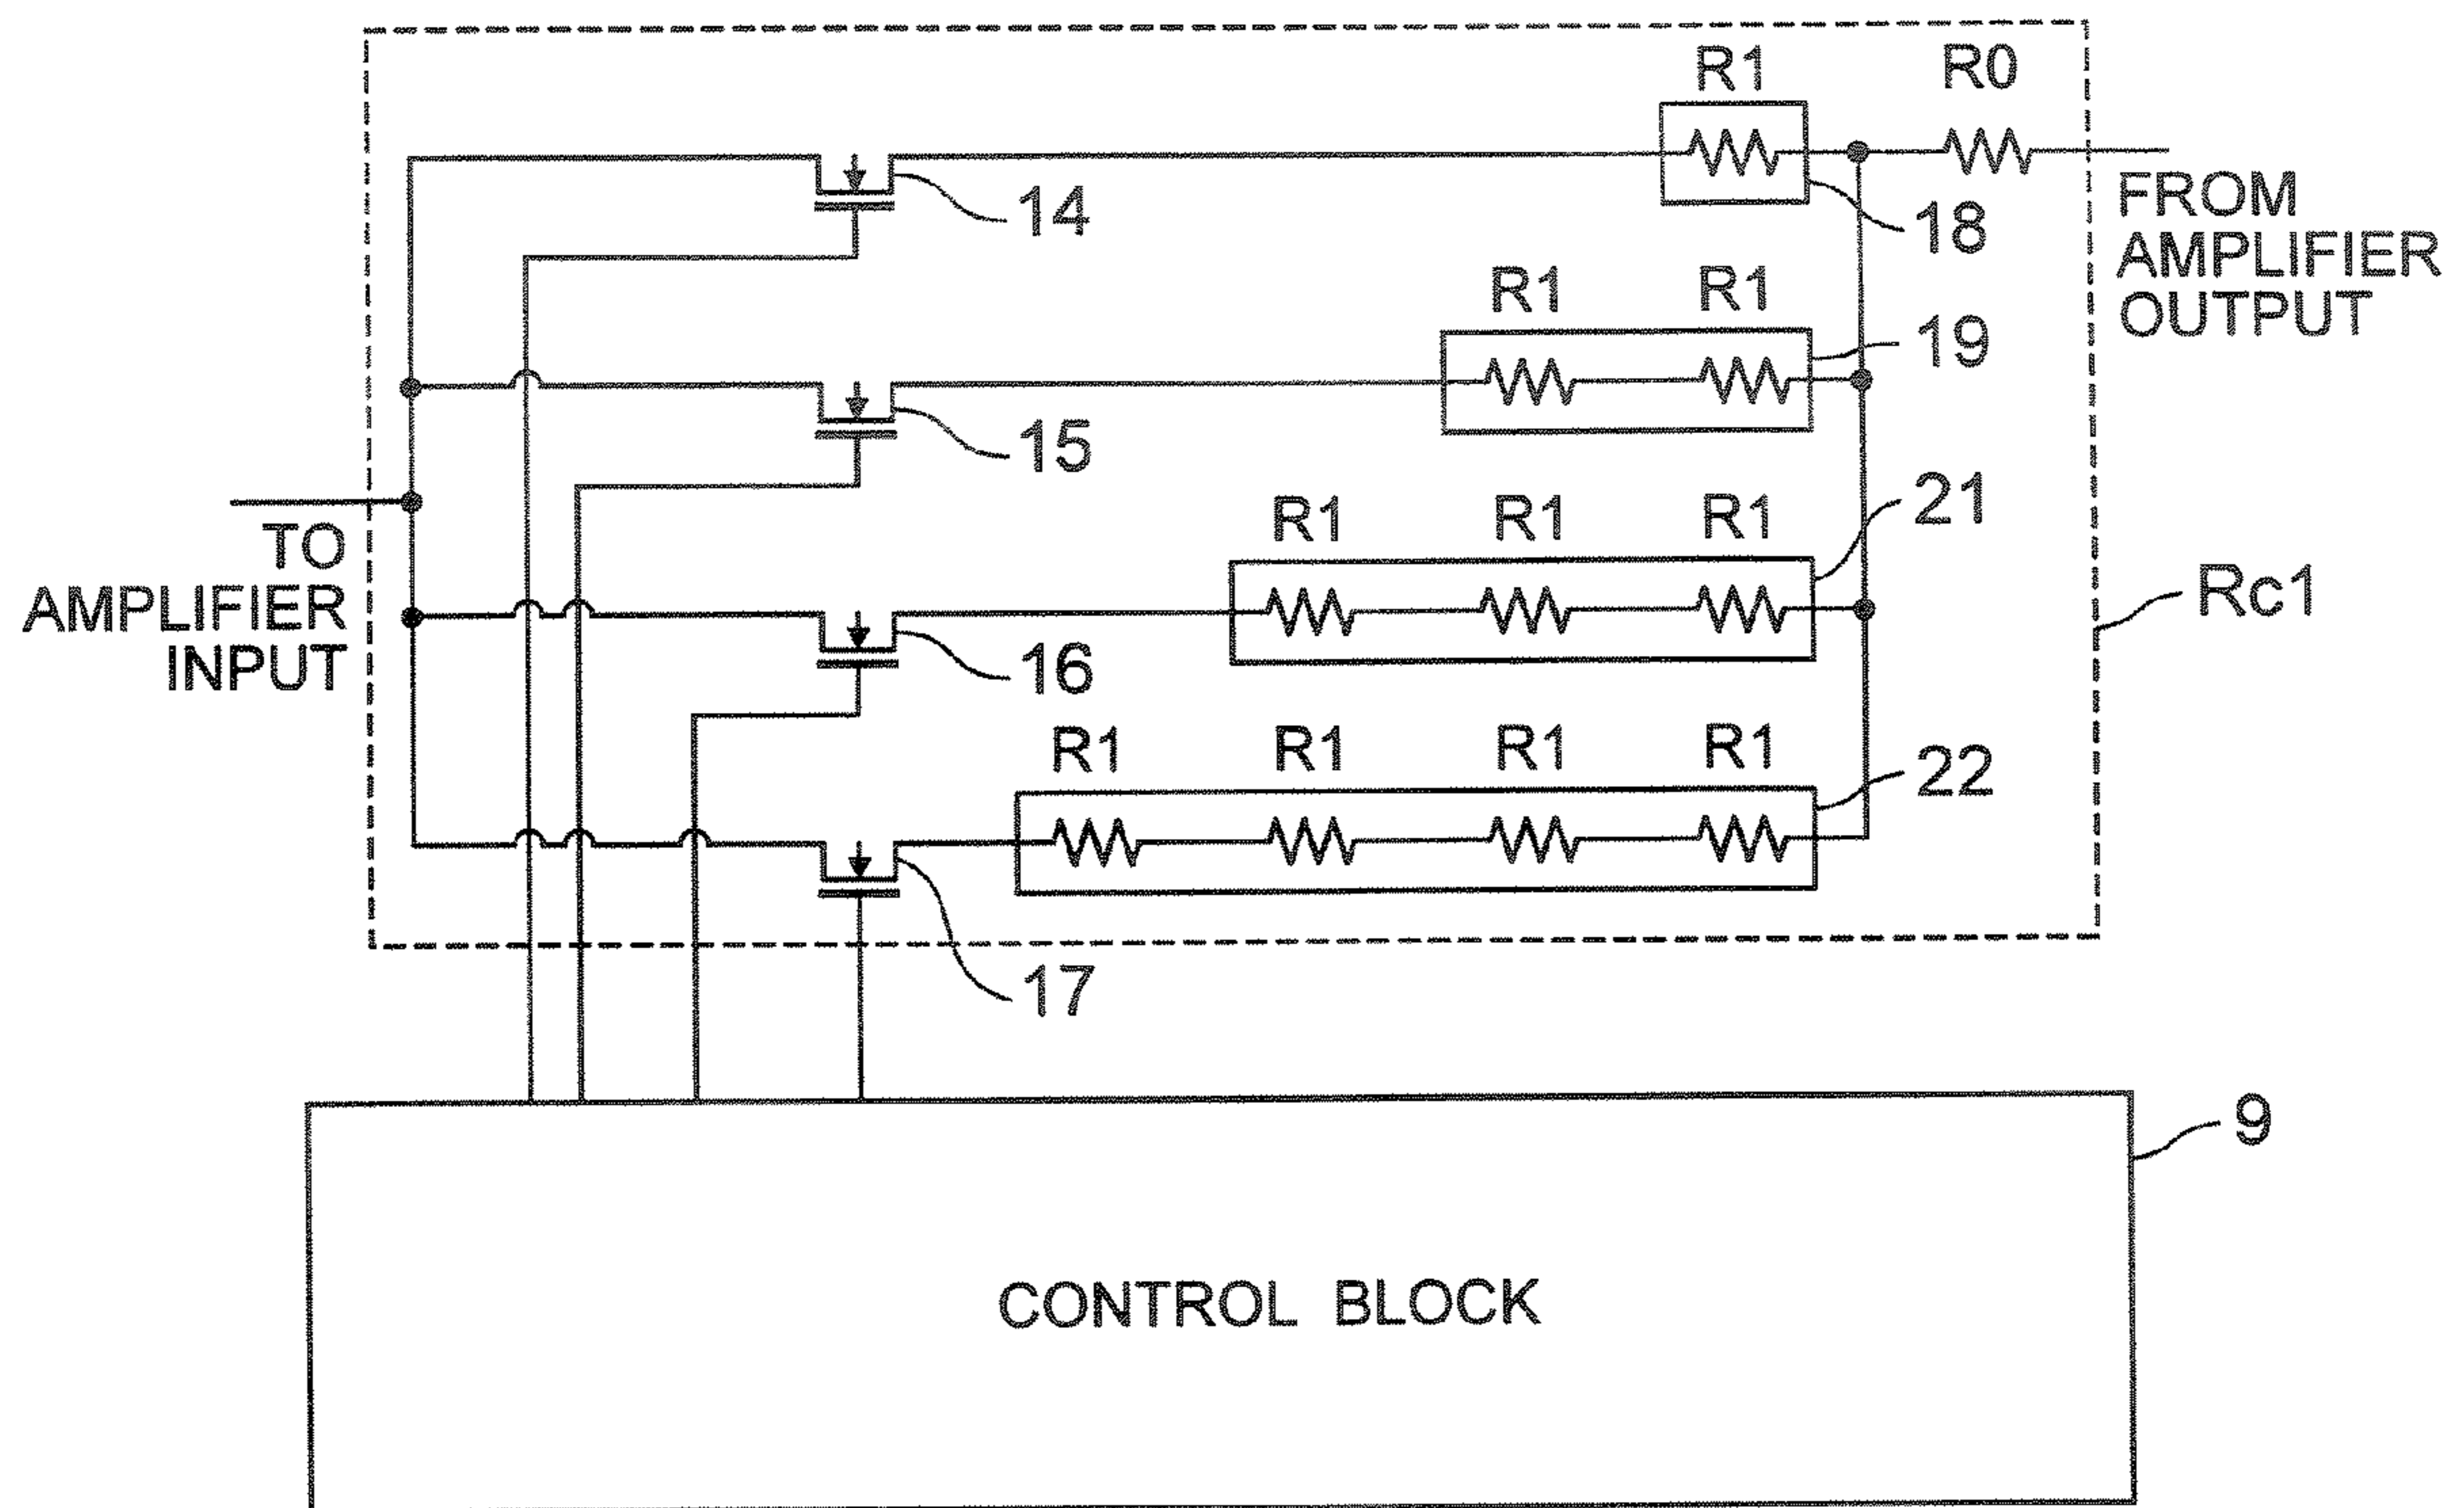 R1 R0
14
18
FROM
AMPLIFIER
OUTPUT
R1 R1
19
15
R1 R1 R1
21
TO
AMPLIFIER
INPUT
16
Rc1
R1 R1 R1 R1
22
17
9
CONTROL BLOCK